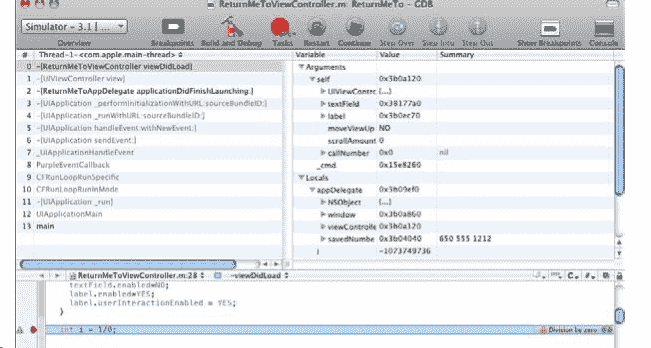 ReturnMeToViewController.m: ReturnMeTo - GDB
Simulator - 3.1 | ...
Overview Breakpoints Build and Debug Tasks Restart Continue Step Over Step Into Step Out Show Breakpoints Console
# Thread-1-<com.apple.main-thread> Variable Value Summary
0 -[ReturnMeToViewController viewDidLoad] Arguments
1 -[UIViewController view] self 0x3b0a120
2 -[ReturnMeToAppDelegate applicationDidFinishLaunching:] UIViewContrc {...}
3 -[UIApplication _performInitializationWithURL:sourceBundleID:] textField 0x38177a0
4 -[UIApplication _runWithURL:sourceBundleID:] label 0x3b0ec70
5 -[UIApplication handleEvent:withNewEvent:] moveViewUp NO
6 -[UIApplication sendEvent:] scrollAmount 0
7 _UIApplicationHandleEvent callNumber 0x0 nil
8 PurpleEventCallback _cmd 0x15e8260
9 CFRunLoopRunSpecific Locals
10 CFRunLoopRunInMode appDelegate 0x3b09ef0
11 -[UIApplication _run] NSObject {...}
12 UIApplicationMain window 0x3b0a860
13 main viewControlle 0x3b0a120
savedNumbe 0x3b04040 650 555 1212
i -1073749736
ReturnMeToViewController.m:28 -viewDidLoad C # 
textField.enabled=NO;
label.enabled=YES;
label.userInteractionEnabled = YES;
}
int i = 1/0; Division by zero